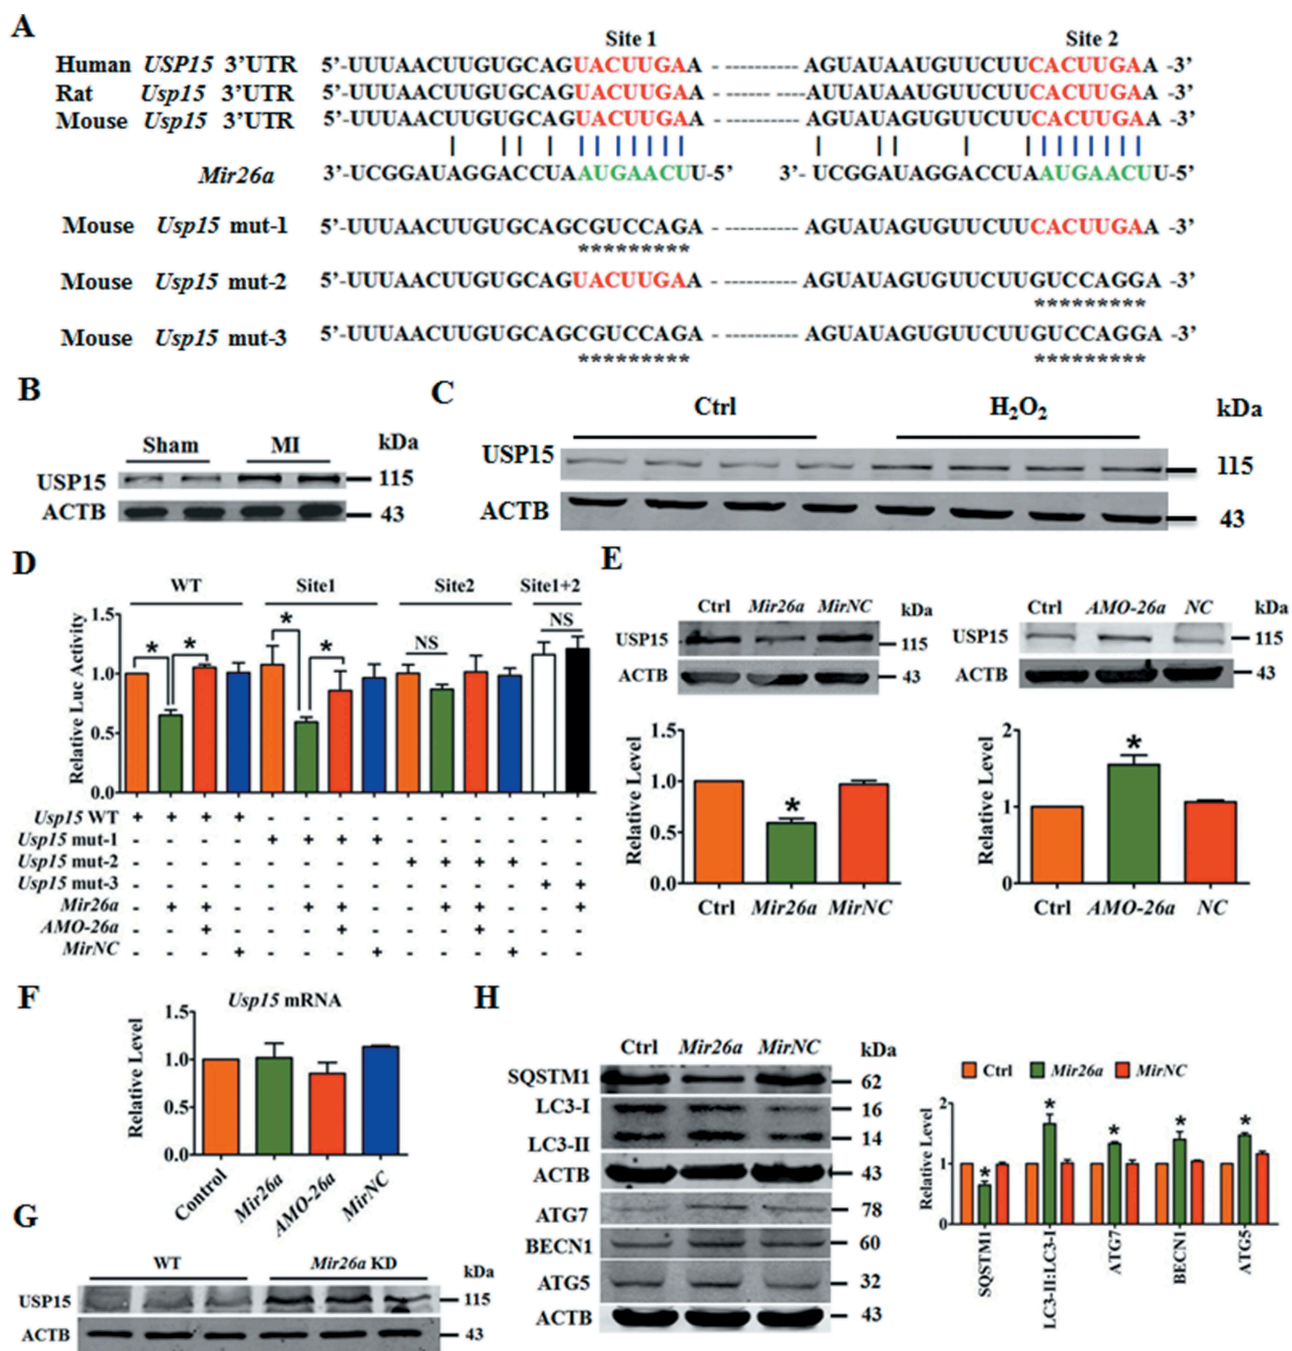 A
Site 1 Site 2
Human USP15 3’UTR 5’-UUUAACUUGUGCAGUACUUGAA - ----------- AGUAUAAUGUUCUUCACUUGAA -3’
Rat Usp15 3’UTR 5’-UUUAACUUGUGCAGUACUUGAA - ---------- --- AUUAUAAUGUUCUUCACUUGAA -3’
Mouse Usp15 3’UTR 5’-UUUAACUUGUGCAGUACUUGAA - ----------- AGUAUAGUGUUCUUCACUUGAA -3’
Mir26a 3’-UCGGAUAGGACCUAAUGAACUU-5’ 3’- UCGGAUAGGACCUAAUGAACUU-5’
Mouse Usp15 mut-1 5’-UUUAACUUGUGCAGCGUCCAGA - ----------- AGUAUAGUGUUCUUCACUUGAA -3’
*********
Mouse Usp15 mut-2 5’-UUUAACUUGUGCAGUACUUGAA - ----------- AGUAUAGUGUUCUUGUCCAGGA -3’
*********
Mouse Usp15 mut-3 5’-UUUAACUUGUGCAGCGUCCAGA - ----------- AGUAUAGUGUUCUUGUCCAGGA -3’
********* *********
B
Sham MI kDa
USP15 115
ACTB 43
C
Ctrl H2O2 kDa
USP15 115
ACTB 43
D
WT Site1 Site2 Site1+2
Relative Luc Activity
1.5
1.0
0.5
0.0
* * * * NS NS
Usp15 WT + + + + - - - - - - - - - -
Usp15 mut-1 - - - - + + + + - - - - - -
Usp15 mut-2 - - - - - - - - + + + + - -
Usp15 mut-3 - - - - - - - - - - - - + +
Mir26a - + + - - + + - - + + - - +
AMO-26a - - + - - - + - - - + - - -
MirNC - - - + - - - + - - - + - -
E
Ctrl Mir26a MirNC kDa
USP15 115
ACTB 43
Ctrl AMO-26a NC kDa
USP15 115
ACTB 43
Relative Level
1.5
1.0
0.5
0.0
*
Ctrl Mir26a MirNC
Relative Level
2
1
0
*
Ctrl AMO-26a NC
F
Usp15 mRNA
Relative Level
1.5
1.0
0.5
0.0
Control Mir26a AMO-26a MirNC
G
WT Mir26a KD kDa
USP15 115
ACTB 43
H
Ctrl Mir26a MirNC kDa
SQSTM1 62
LC3-I 16
LC3-II 14
ACTB 43
ATG7 78
BECN1 60
ATG5 32
ACTB 43
Ctrl Mir26a MirNC
Relative Level
2
1
0
* * * * *
SQSTM1 LC3-II:LC3-I ATG7 BECN1 ATG5